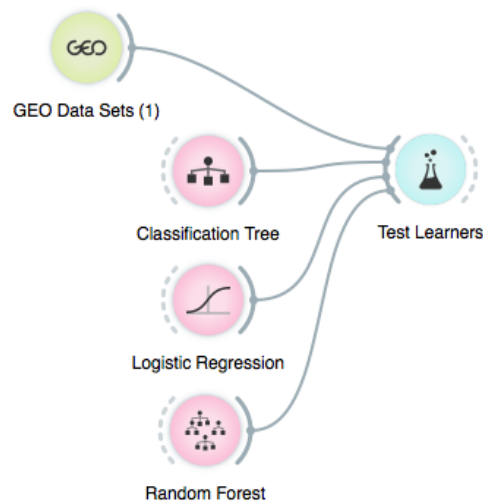 GEO
GEO Data Sets (1)
Classification Tree
Test Learners
Logistic Regression
Random Forest